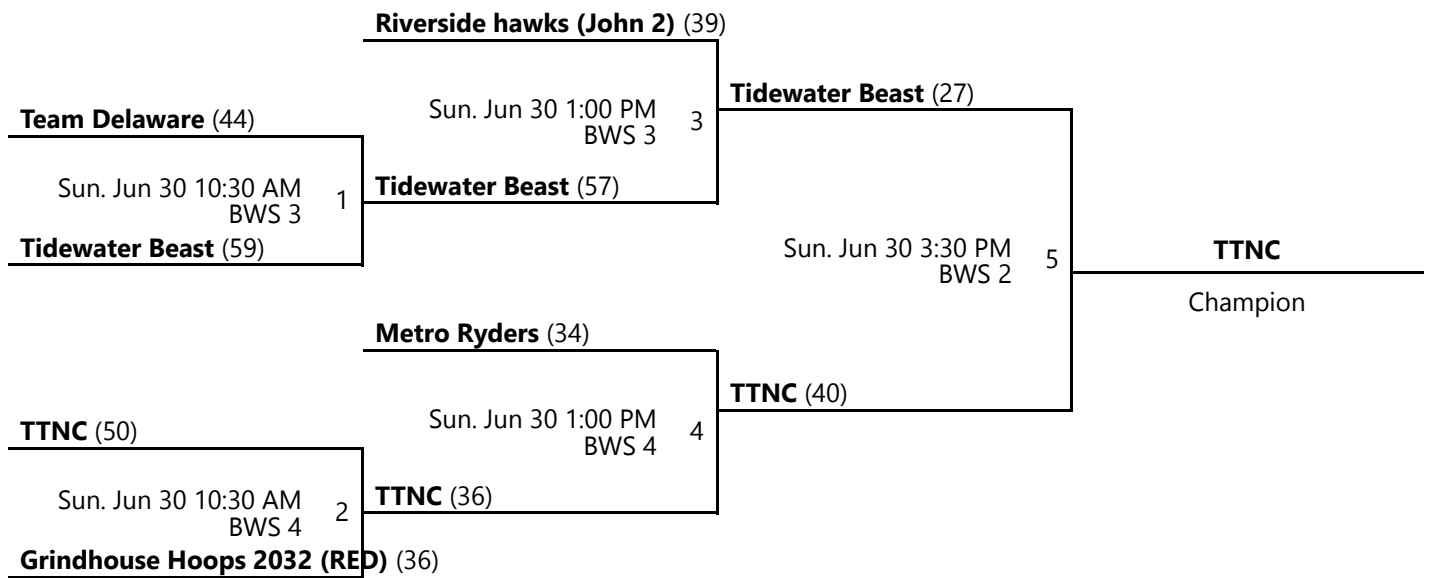 Riverside hawks (John 2) (39)
Sun. Jun 30 1:00 PM
BWS 3
3
Tidewater Beast (27)
Team Delaware (44)
Sun. Jun 30 10:30 AM
BWS 3
1
Tidewater Beast (57)
Tidewater Beast (59)
Sun. Jun 30 3:30 PM
BWS 2
5
TTNC
Champion
Metro Ryders (34)
Sun. Jun 30 1:00 PM
BWS 4
4
TTNC (40)
TTNC (50)
Sun. Jun 30 10:30 AM
BWS 4
2
TTNC (36)
Grindhouse Hoops 2032 (RED) (36)